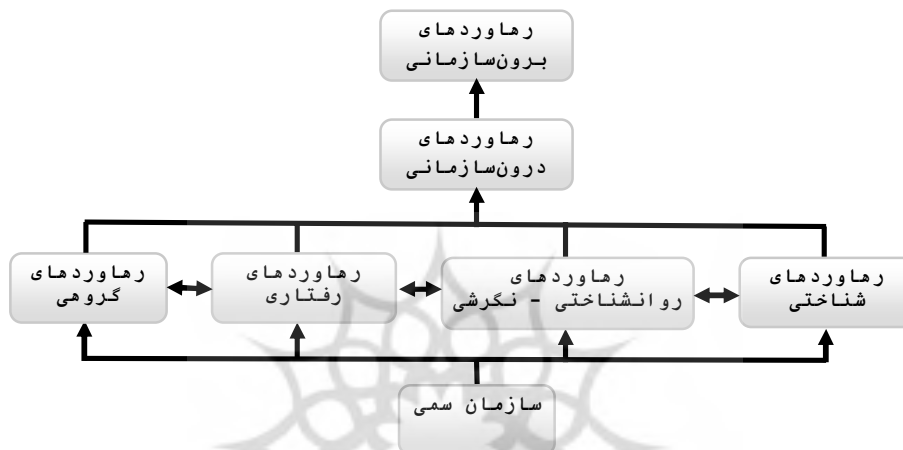 رهاوردهای
برون‌سازمانی
رهاوردهای
درون‌سازمانی
رهاوردهای
شناختی
رهاوردهای
روانشناختی - نگرشی
رهاوردهای
رفتاری
رهاوردهای
گروهی
سازمان سمی